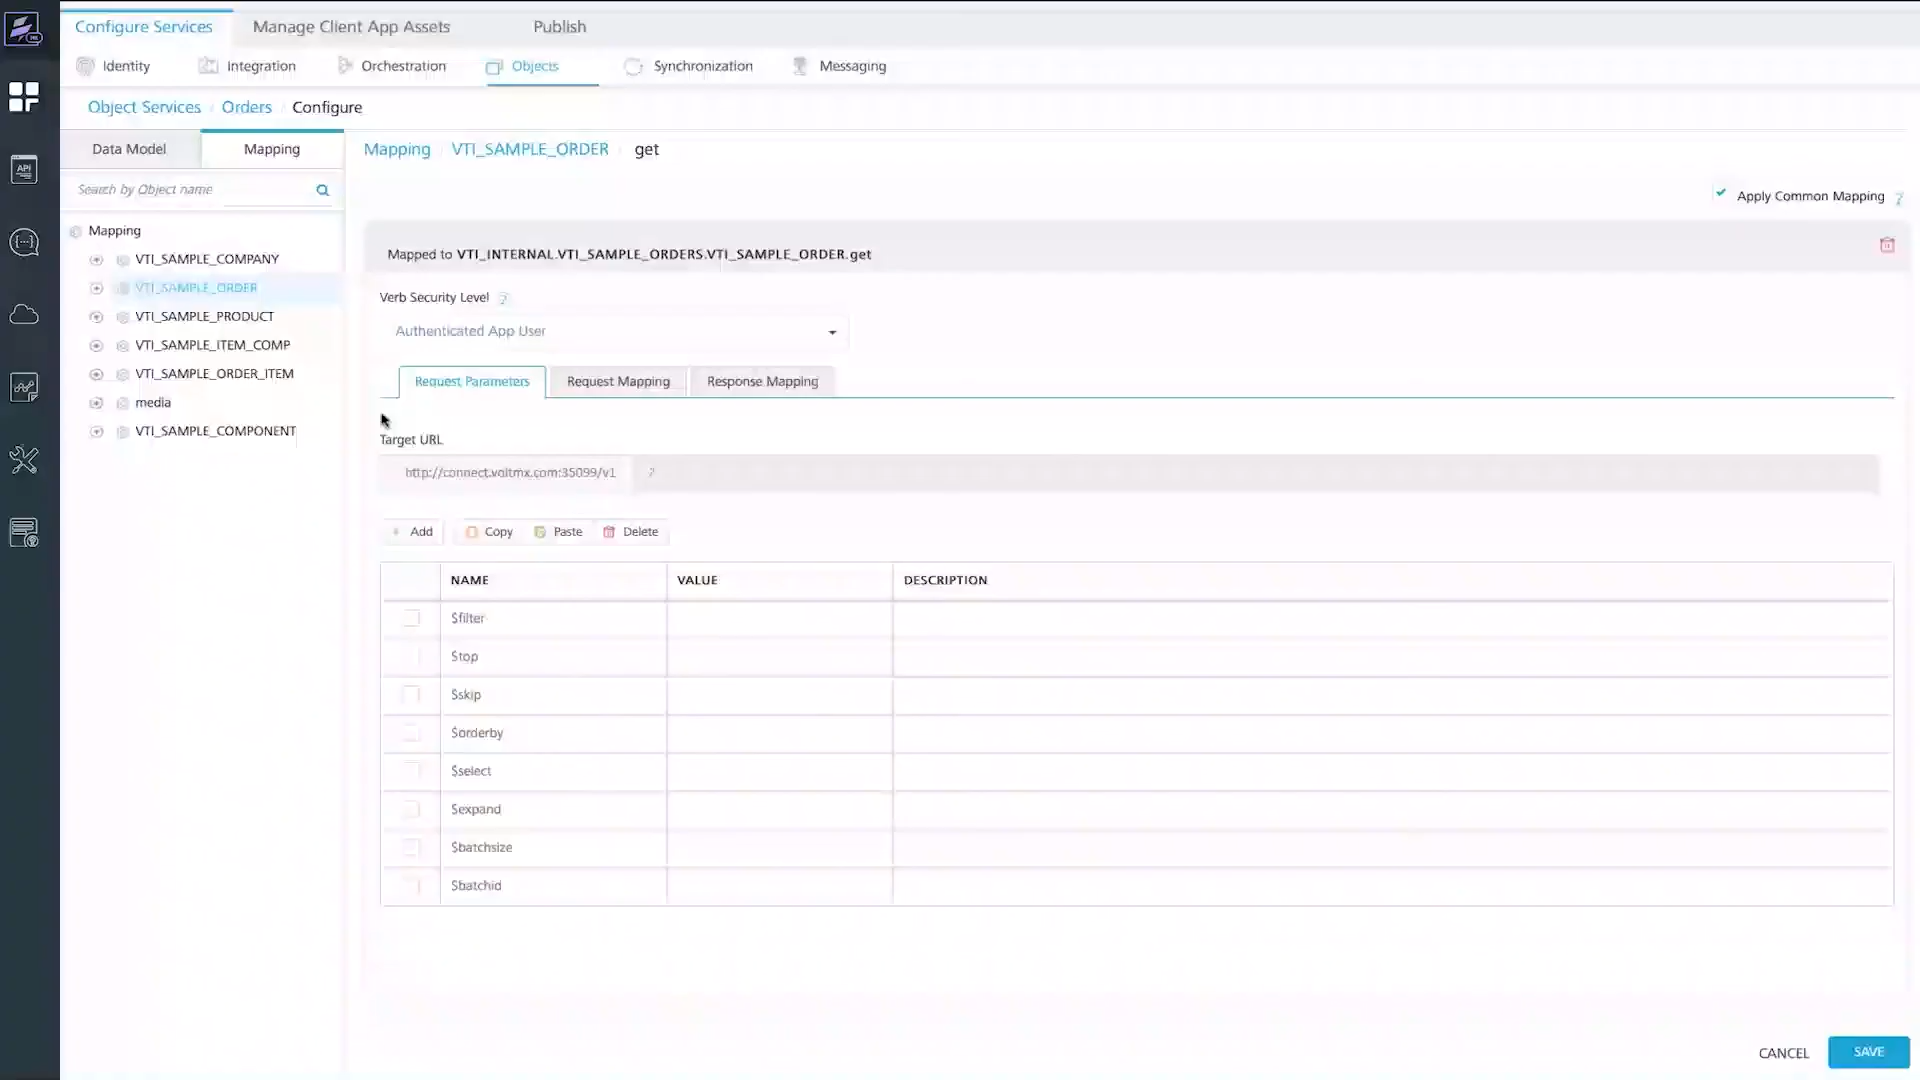 Configure Services Manage Client App Assets Publish
Identity Integration Orchestration Objects Synchronization Messaging
Object Services Orders Configure
Data Model Mapping
Mapping VTI_SAMPLE_ORDER get
Search by Object name
Apply Common Mapping ?
Mapping
VTI_SAMPLE_COMPANY
VTI_SAMPLE_ORDER
VTI_SAMPLE_PRODUCT
VTI_SAMPLE_ITEM_COMP
VTI_SAMPLE_ORDER_ITEM
media
VTI_SAMPLE_COMPONENT
Mapped to VTI_INTERNAL.VTI_SAMPLE_ORDERS.VTI_SAMPLE_ORDER.get
Verb Security Level ?
Authenticated App User
Request Parameters Request Mapping Response Mapping
Target URL
http://connect.voltmx.com:35099/v1 ?
+ Add Copy Paste Delete
NAME VALUE DESCRIPTION
$filter
$top
$skip
$orderby
$select
$expand
$batchsize
$batchid
CANCEL SAVE
API